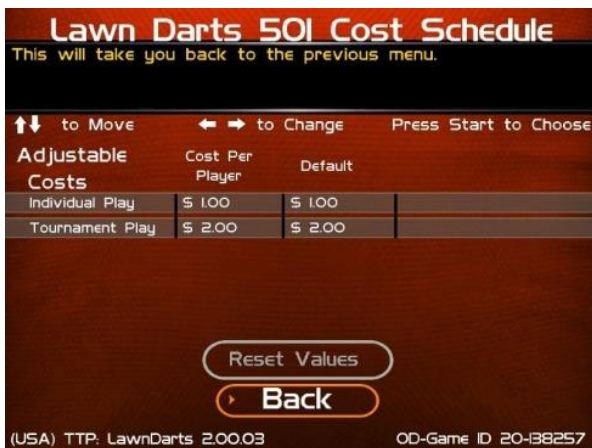 Lawn Darts 501 Cost Schedule
This will take you back to the previous menu.
↑↓ to Move ← → to Change Press Start to Choose
Adjustable Costs Cost Per Player Default
Individual Play $ 1.00 $ 1.00
Tournament Play $ 2.00 $ 2.00
Reset Values
Back
(USA) TTP: LawnDarts 2.00.03 OD-Game ID 20-138257